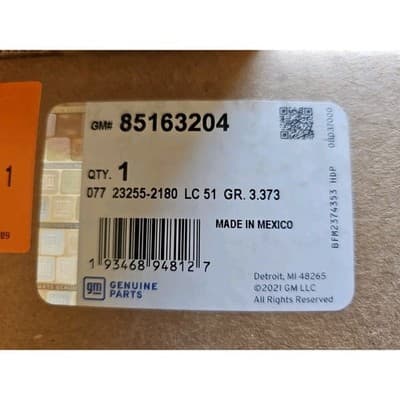 GM# 85163204
QTY. 1
077 23255-2180 LC 51 GR. 3.373
MADE IN MEXICO
1 93468 94812 7
gm GENUINE
PARTS
Detroit, MI 48265
©2021 GM LLC
All Rights Reserved
BFM2374353 HDP
1